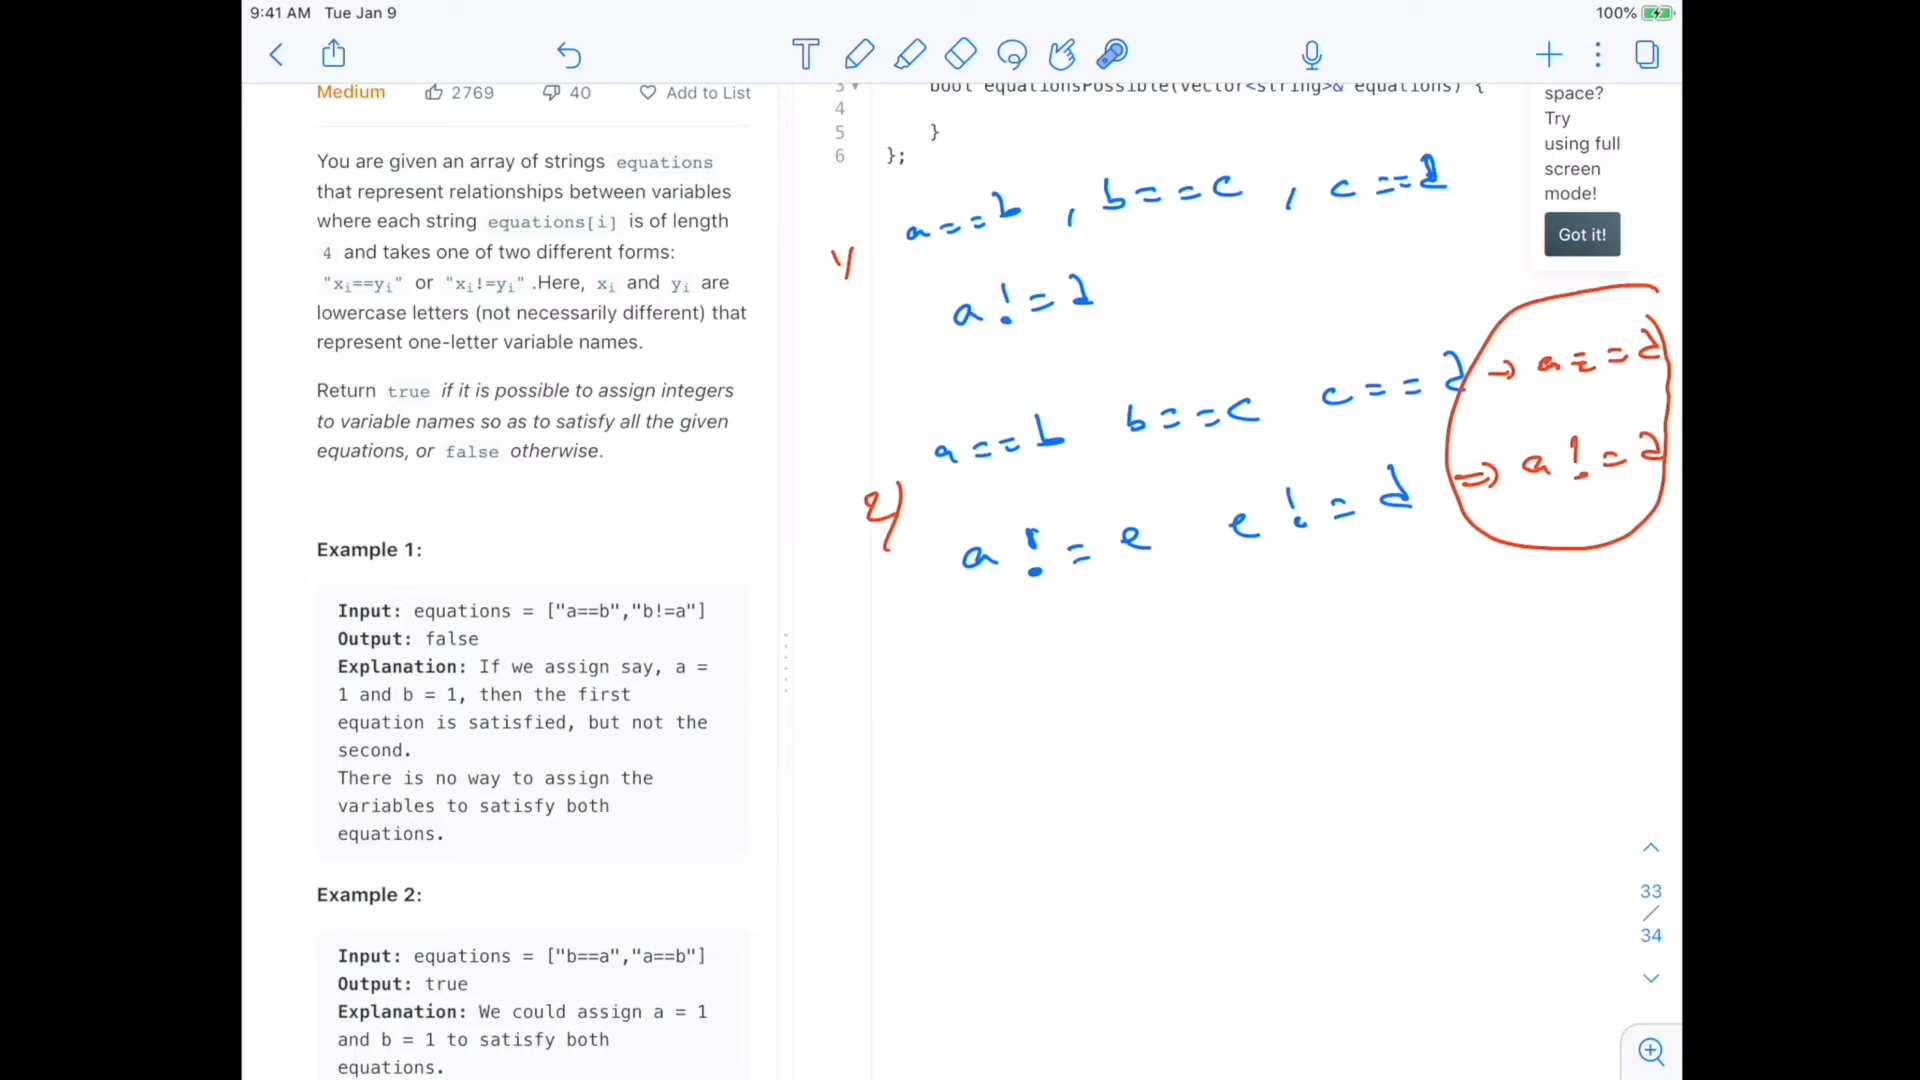 9:41 AM Tue Jan 9
100%
Medium 2769 40 Add to List
You are given an array of strings equations
that represent relationships between variables
where each string equations[i] is of length
4 and takes one of two different forms:
"xᵢ==yᵢ" or "xᵢ!=yᵢ" .Here, xᵢ and yᵢ are
lowercase letters (not necessarily different) that
represent one-letter variable names.
Return true if it is possible to assign integers
to variable names so as to satisfy all the given
equations, or false otherwise.
Example 1:
Input: equations = ["a==b","b!=a"]
Output: false
Explanation: If we assign say, a =
1 and b = 1, then the first
equation is satisfied, but not the
second.
There is no way to assign the
variables to satisfy both
equations.
Example 2:
Input: equations = ["b==a","a==b"]
Output: true
Explanation: We could assign a = 1
and b = 1 to satisfy both
equations.
3 bool equationsPossible(vector<string>& equations) {
4
5 }
6 };
space?
Try
using full
screen
mode!
Got it!
a==b , b==c , c==d
1)
a!=d
a==b b==c c==d → a==d
2)
a!=e e!=d ⇒ a!=d
33
/
34